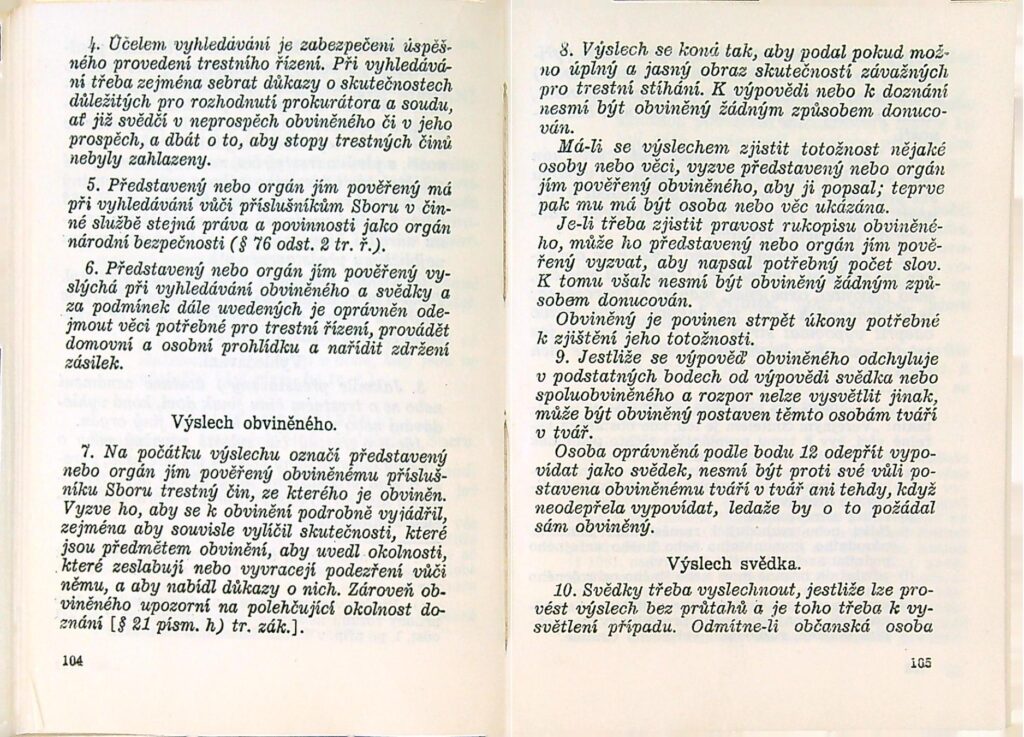 4. Účelem vyhledávání je zabezpečení úspěš-
ného provedení trestního řízení. Při vyhledává-
ní třeba zejména sebrat důkazy o skutečnostech
důležitých pro rozhodnutí prokurátora a soudu,
ať již svědčí v neprospěch obviněného či v jeho
prospěch, a dbát o to, aby stopy trestných činů
nebyly zahlazeny.
5. Představený nebo orgán jím pověřený má
při vyhledávání vůči příslušníkům Sboru v čin-
né službě stejná práva a povinnosti jako orgán
národní bezpečnosti (§ 76 odst. 2 tr. ř.).
6. Představený nebo orgán jím pověřený vy-
slýchá při vyhledávání obviněného a svědky a
za podmínek dále uvedených je oprávněn ode-
jmout věci potřebné pro trestní řízení, provádět
domovní a osobní prohlídku a nařídit zdržení
zásilek.
Výslech obviněného.
7. Na počátku výslechu označí představený
nebo orgán jím pověřený obviněnému přísluš-
níku Sboru trestný čin, ze kterého je obviněn.
Vyzve ho, aby se k obvinění podrobně vyjádřil,
zejména aby souvisle vylíčil skutečnosti, které
jsou předmětem obvinění, aby uvedl okolnosti,
které zeslabují nebo vyvracejí podezření vůči
němu, a aby nabídl důkazy o nich. Zároveň ob-
viněného upozorní na polehčující okolnost do-
znání [§ 21 písm. h) tr. zák.].
104
8. Výslech se koná tak, aby podal pokud mož-
no úplný a jasný obraz skutečností závažných
pro trestní stíhání. K výpovědi nebo k doznání
nesmí být obviněný žádným způsobem donuco-
ván.
Má-li se výslechem zjistit totožnost nějaké
osoby nebo věci, vyzve představený nebo orgán
jím pověřený obviněného, aby ji popsal; teprve
pak mu má být osoba nebo věc ukázána.
Je-li třeba zjistit pravost rukopisu obviněné-
ho, může ho představený nebo orgán jím pově-
řený vyzvat, aby napsal potřebný počet slov.
K tomu však nesmí být obviněný žádným způ-
sobem donucován.
Obviněný je povinen strpět úkony potřebné
k zjištění jeho totožnosti.
9. Jestliže se výpověď obviněného odchyluje
v podstatných bodech od výpovědi svědka nebo
spoluobviněného a rozpor nelze vysvětlit jinak,
může být obviněný postaven těmto osobám tváří
v tvář.
Osoba oprávněná podle bodu 12 odepřít vypo-
vídat jako svědek, nesmí být proti své vůli po-
stavena obviněnému tváří v tvář ani tehdy, když
neodepřela vypovídat, ledaže by o to požádal
sám obviněný.
Výslech svědka.
10. Svědky třeba vyslechnout, jestliže lze pro-
vést výslech bez průtahů a je toho třeba k vy-
světlení případu. Odmítne-li občanská osoba
105